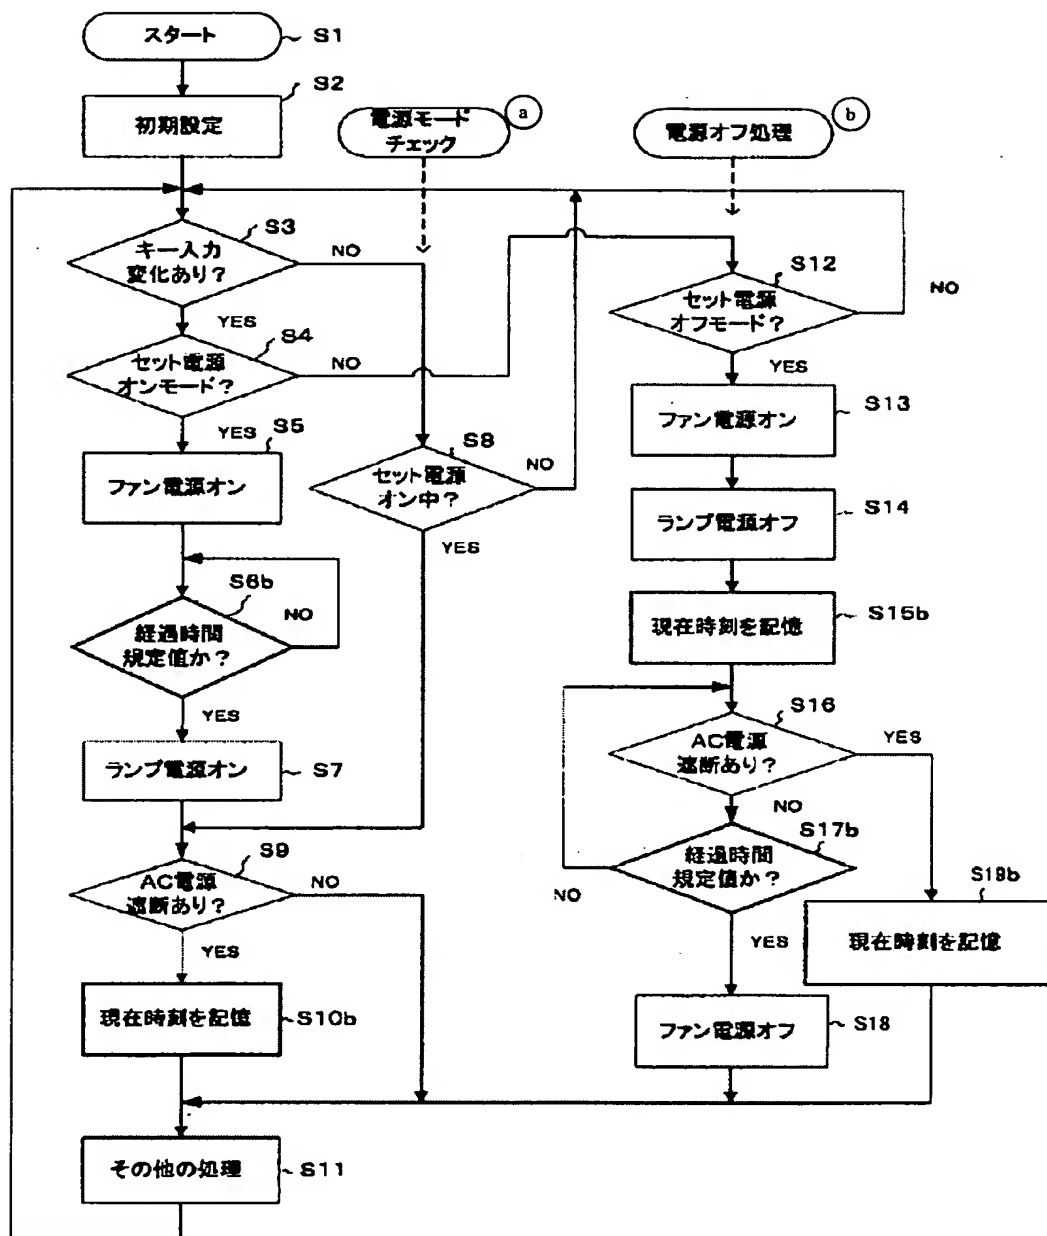 スタート
S1
S2
初期設定
電源モード
チェック
a
電源オフ処理
b
S3
キー入力
変化あり?
NO
YES
S4
セット電源
オンモード?
NO
YES
S5
ファン電源オン
S6b
経過時間
規定値か?
NO
YES
ランプ電源オン
S7
S8
セット電源
オン中?
NO
YES
S9
AC電源
遮断あり?
NO
YES
現在時刻を記憶
S10b
その他の処理
S11
S12
セット電源
オフモード?
NO
YES
ファン電源オン
S13
ランプ電源オフ
S14
現在時刻を記憶
S15b
S16
AC電源
遮断あり?
YES
NO
S17b
経過時間
規定値か?
NO
YES
S19b
現在時刻を記憶
ファン電源オフ
S18